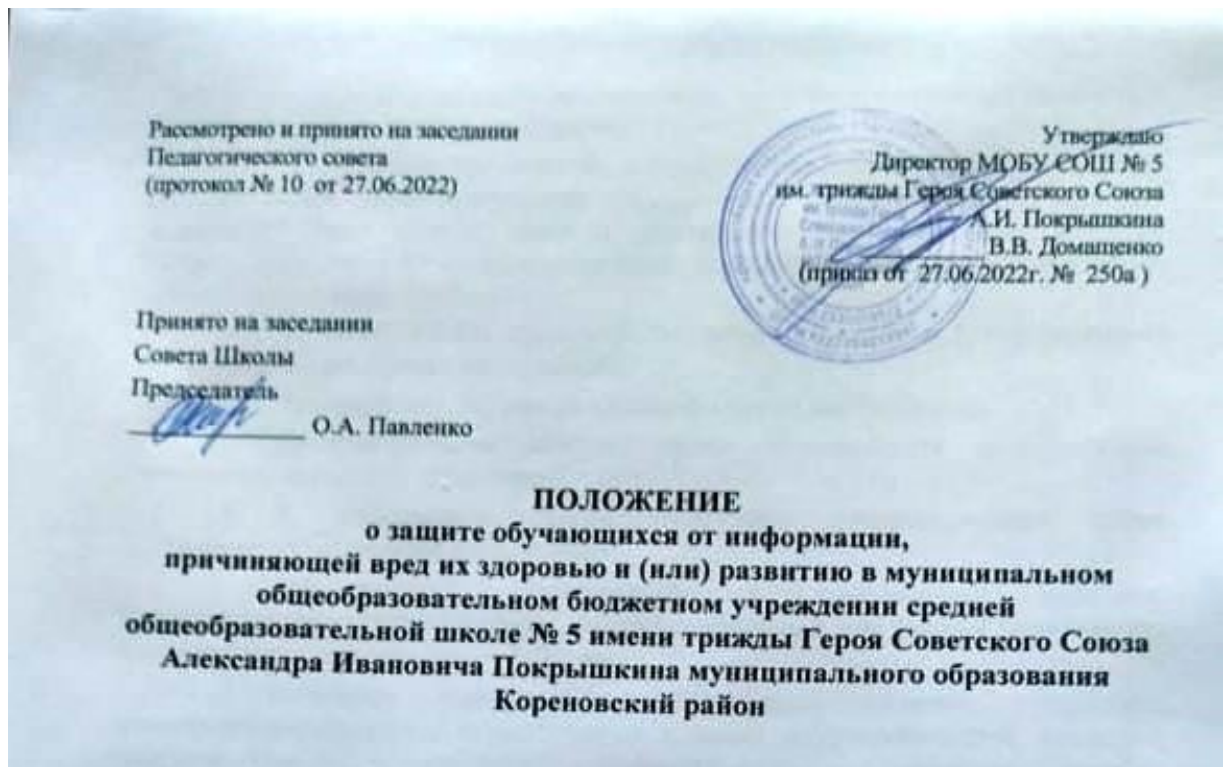 Рассмотрено и принято на заседании
Педагогического совета
(протокол № 10 от 27.06.2022)
Утверждаю
Директор МОБУ СОШ № 5
им. трижды Героя Советского Союза
А.И. Покрышкина
В.В. Домашенко
(приказ от 27.06.2022г. № 250а )
Принято на заседании
Совета Школы
Председатель
О.А. Павленко
ПОЛОЖЕНИЕ
о защите обучающихся от информации,
причиняющей вред их здоровью и (или) развитию в муниципальном
общеобразовательном бюджетном учреждении средней
общеобразовательной школе № 5 имени трижды Героя Советского Союза
Александра Ивановича Покрышкина муниципального образования
Кореновский район